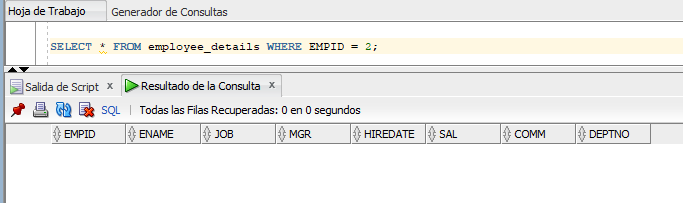 Hoja de Trabajo Generador de Consultas
SELECT * FROM employee_details WHERE EMPID = 2;
Salida de Script x Resultado de la Consulta x
SQL | Todas las Filas Recuperadas: 0 en 0 segundos
EMPID ENAME JOB MGR HIREDATE SAL COMM DEPTNO